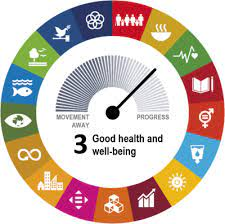 MOVEMENT
AWAY
PROGRESS
3 Good health and
well-being